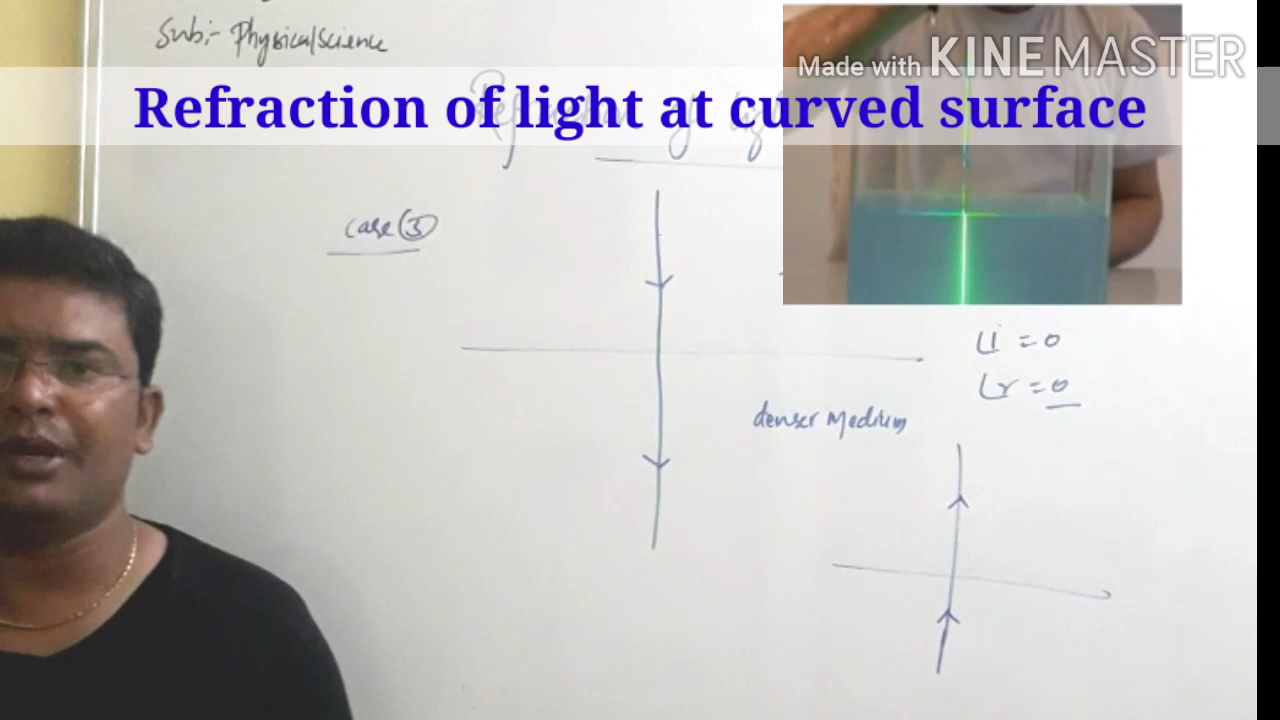 Sub:- Physical Science
Made with KINEMASTER
Refraction of light at curved surface
case (3)
∠i = 0
∠r = 0
denser Medium